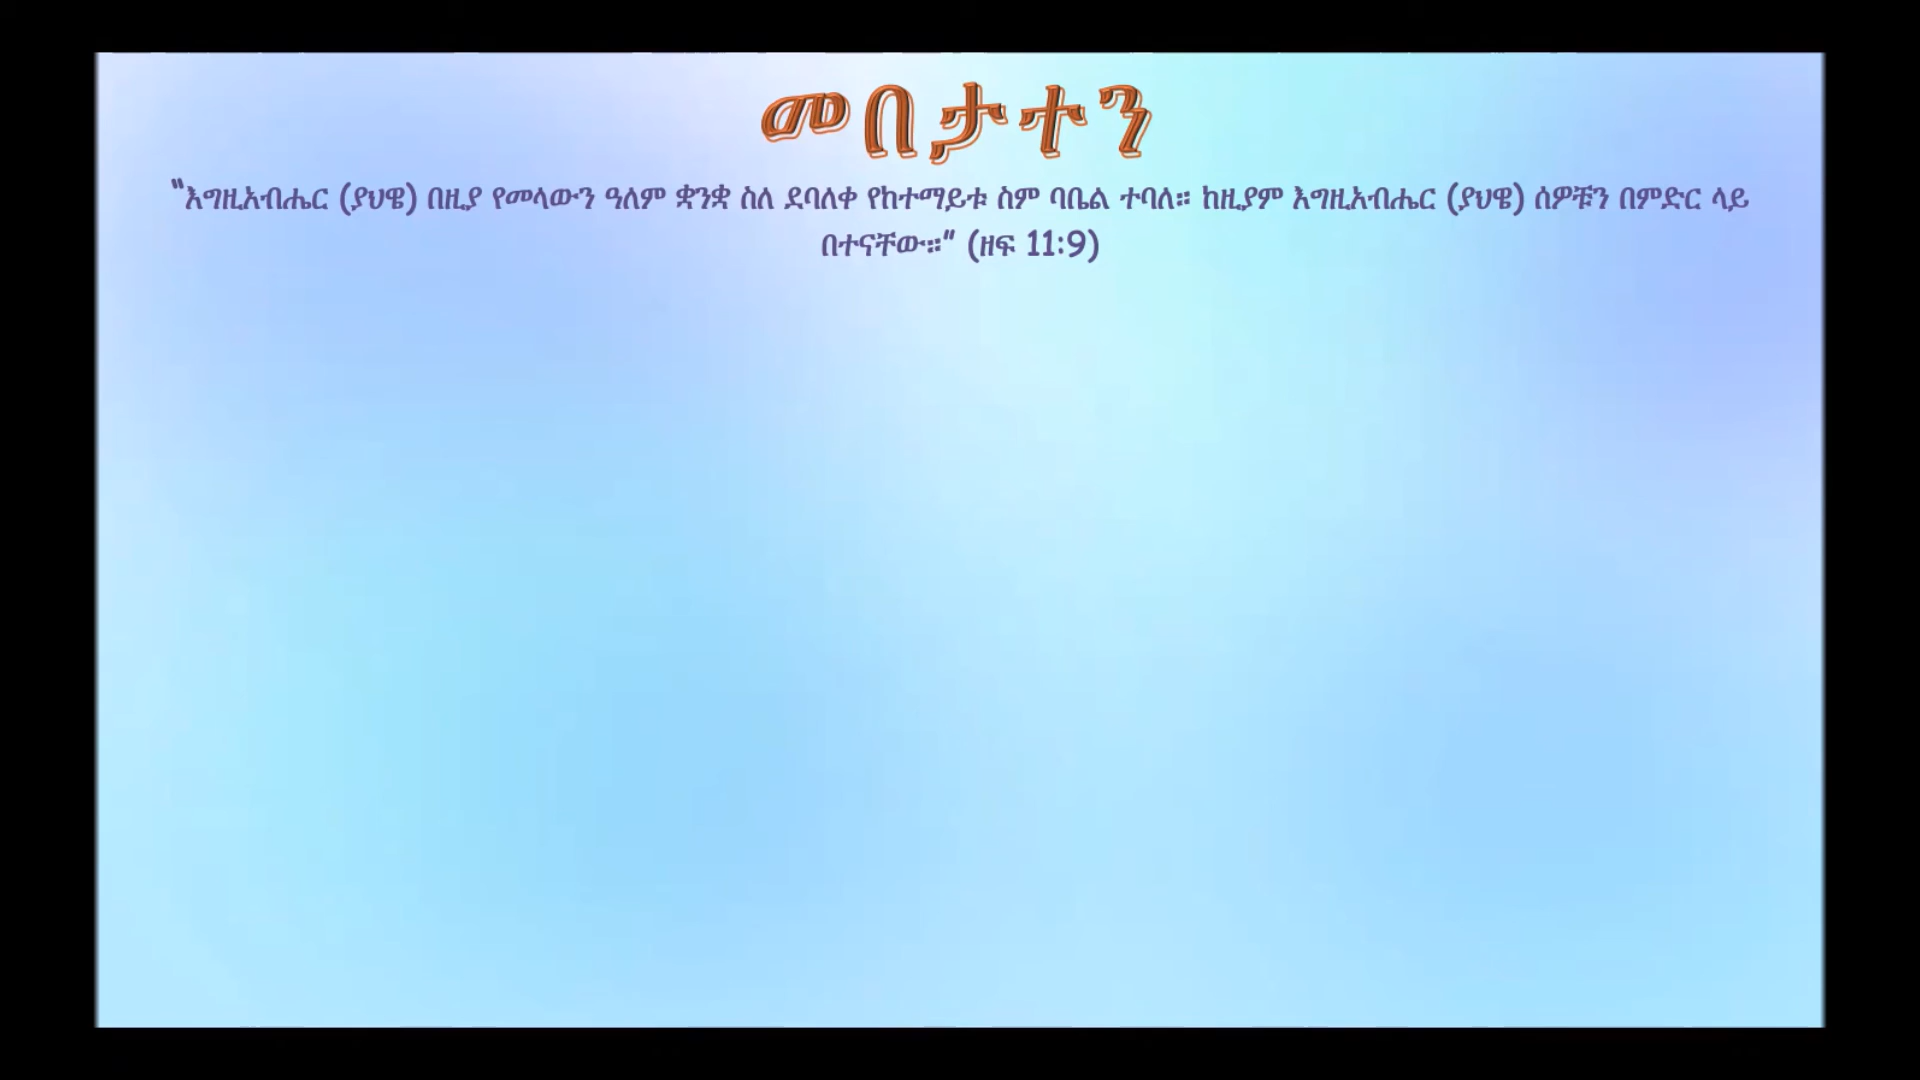 መበታተን
"እግዚአብሔር (ያህዌ) በዚያ የመላውን ዓለም ቋንቋ ስለ ደባለቀ የከተማይቱ ስም ባቤል ተባለ። ከዚያም እግዚአብሔር (ያህዌ) ሰዎቹን በምድር ላይ
በተናቸው።" (ዘፍ 11:9)